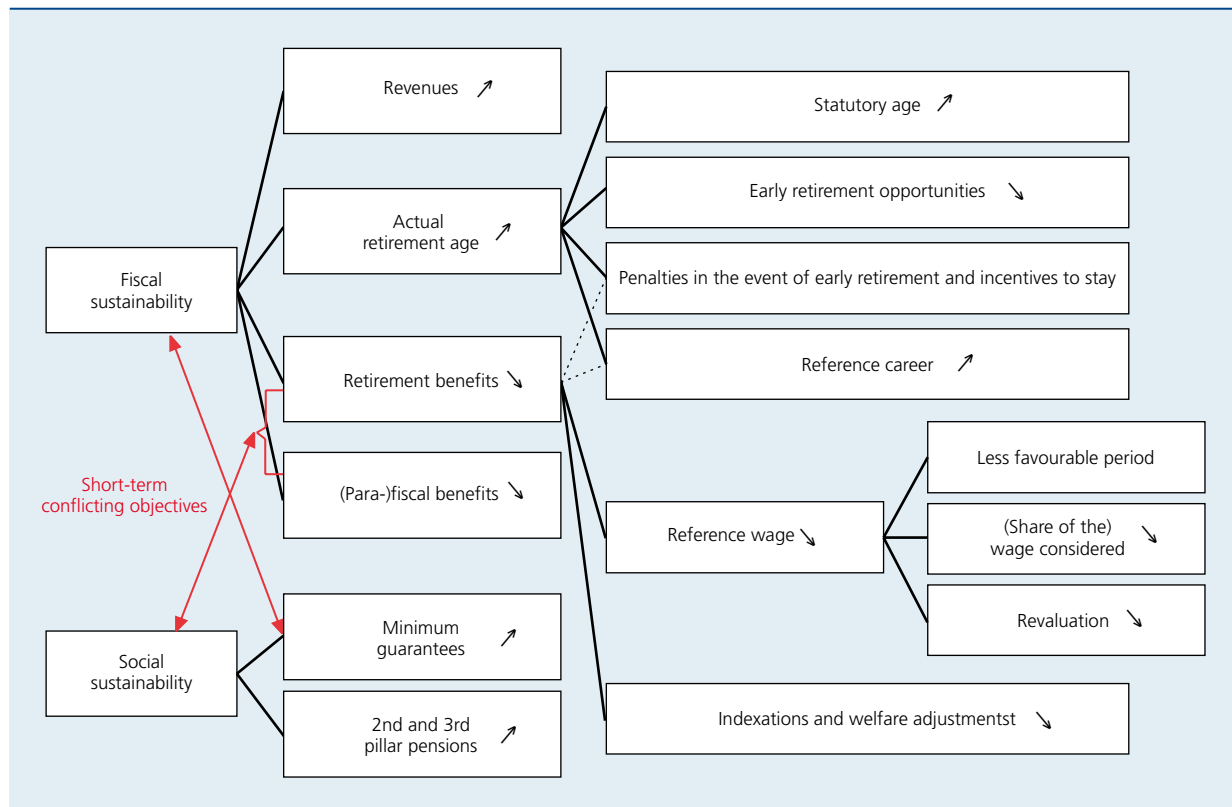 Revenues ↗
Statutory age ↗
Early retirement opportunities ↘
Actual
retirement age ↗
Penalties in the event of early retirement and incentives to stay
Fiscal
sustainability
Retirement benefits ↘
Reference career ↗
Short-term
conflicting objectives
(Para-)fiscal benefits ↘
Less favourable period
Reference wage ↘
(Share of the)
wage considered ↘
Revaluation ↘
Social
sustainability
Minimum
guarantees ↗
2nd and 3rd
pillar pensions ↗
Indexations and welfare adjustmentst ↘